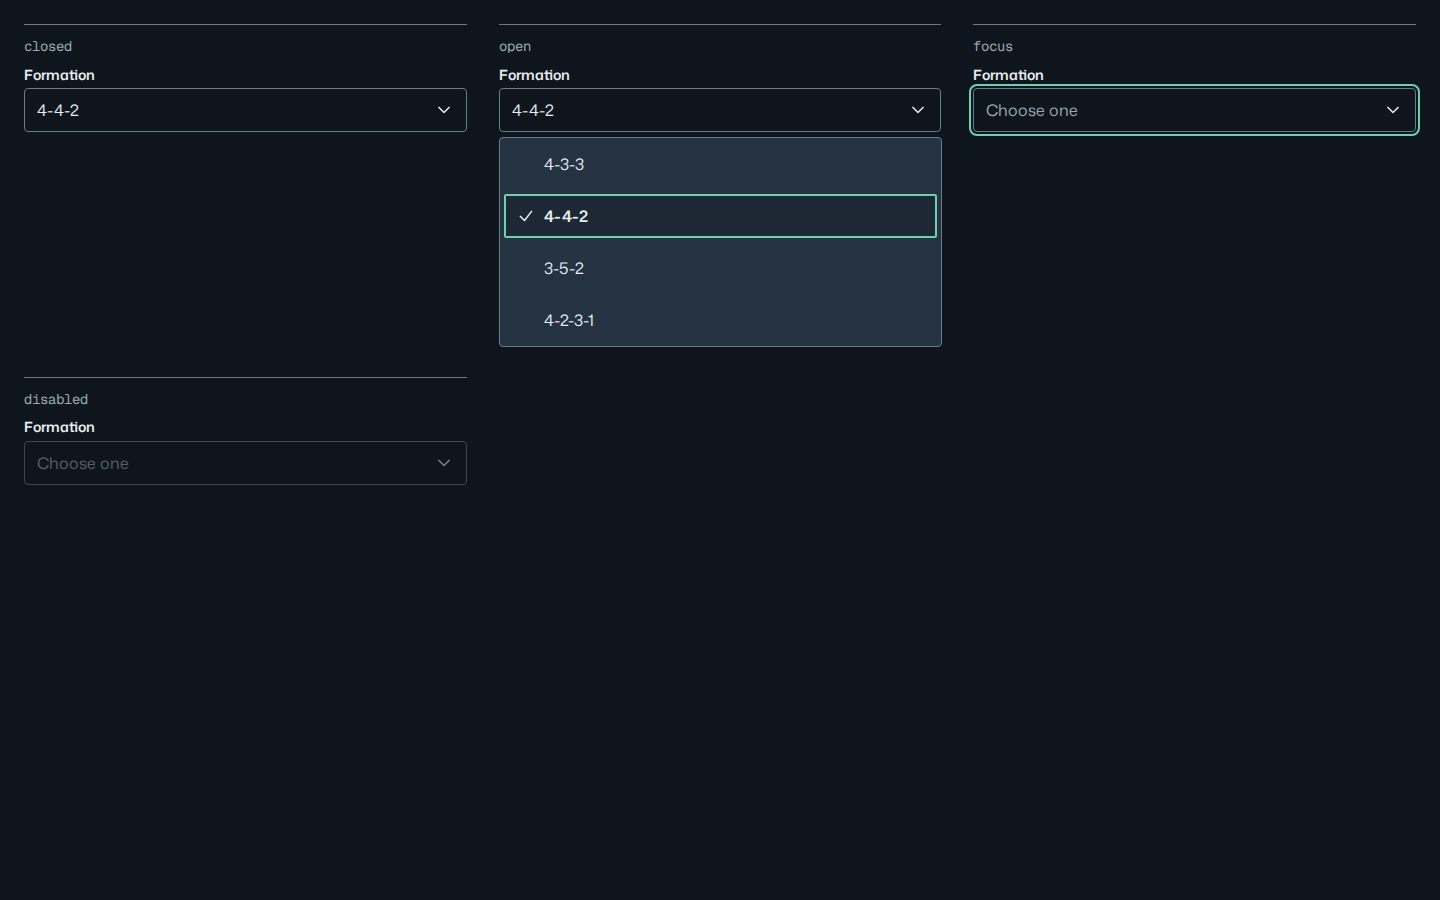 closed
Formation
4-4-2
open
Formation
4-4-2
4-3-3
4-4-2
3-5-2
4-2-3-1
focus
Formation
Choose one
disabled
Formation
Choose one